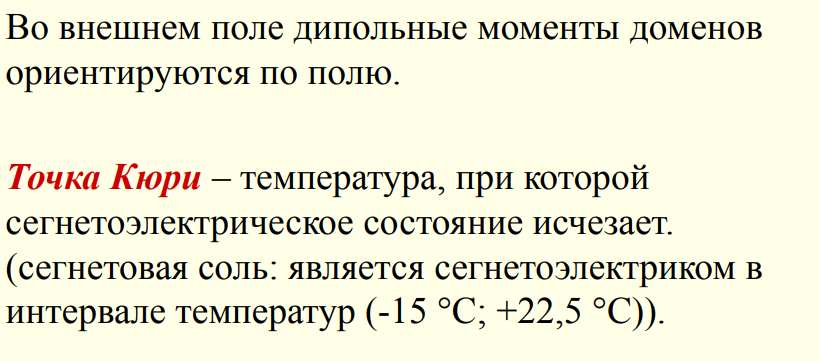 Во внешнем поле дипольные моменты доменов
ориентируются по полю.
Точка Кюри – температура, при которой
сегнетоэлектрическое состояние исчезает.
(сегнетовая соль: является сегнетоэлектриком в
интервале температур (-15 °С; +22,5 °С)).